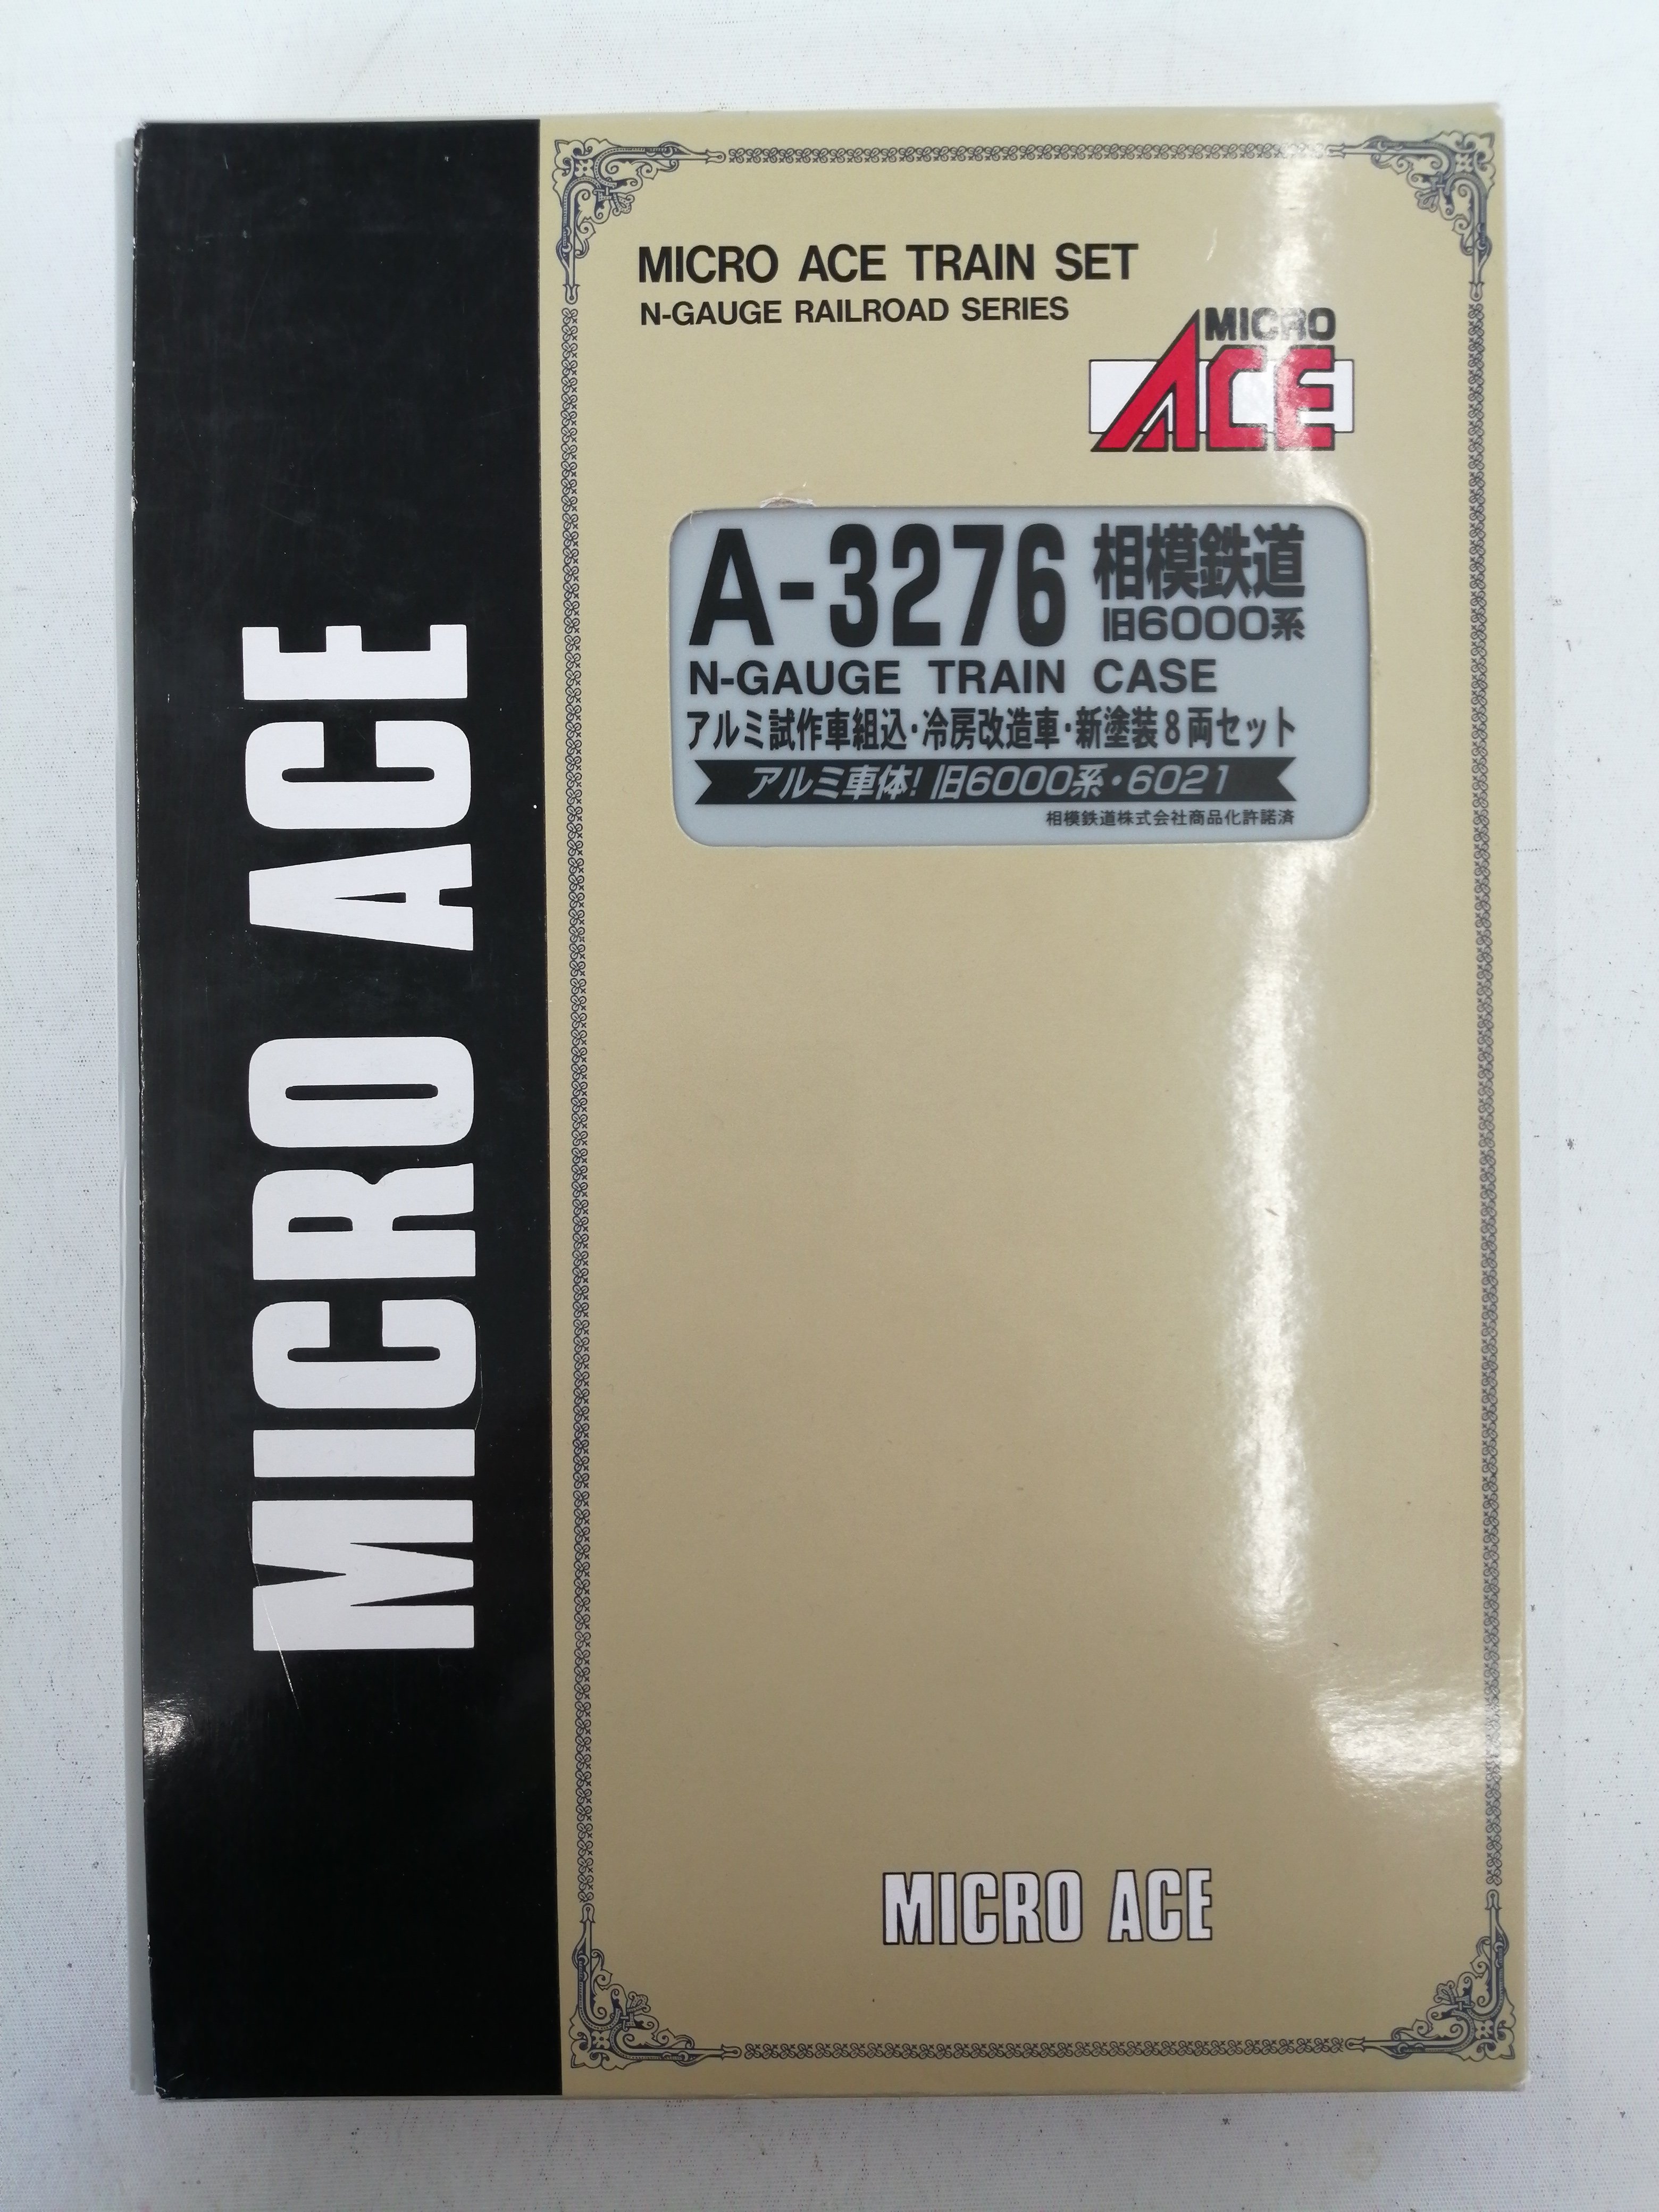 MICRO ACE
MICRO ACE TRAIN SET
N-GAUGE RAILROAD SERIES
MICRO
ACE
A-3276 相模鉄道
旧6000系
N-GAUGE TRAIN CASE
アルミ試作車組込･冷房改造車･新塗装8両セット
アルミ車体! 旧6000系・6021
相模鉄道株式会社商品化許諾済
MICRO ACE